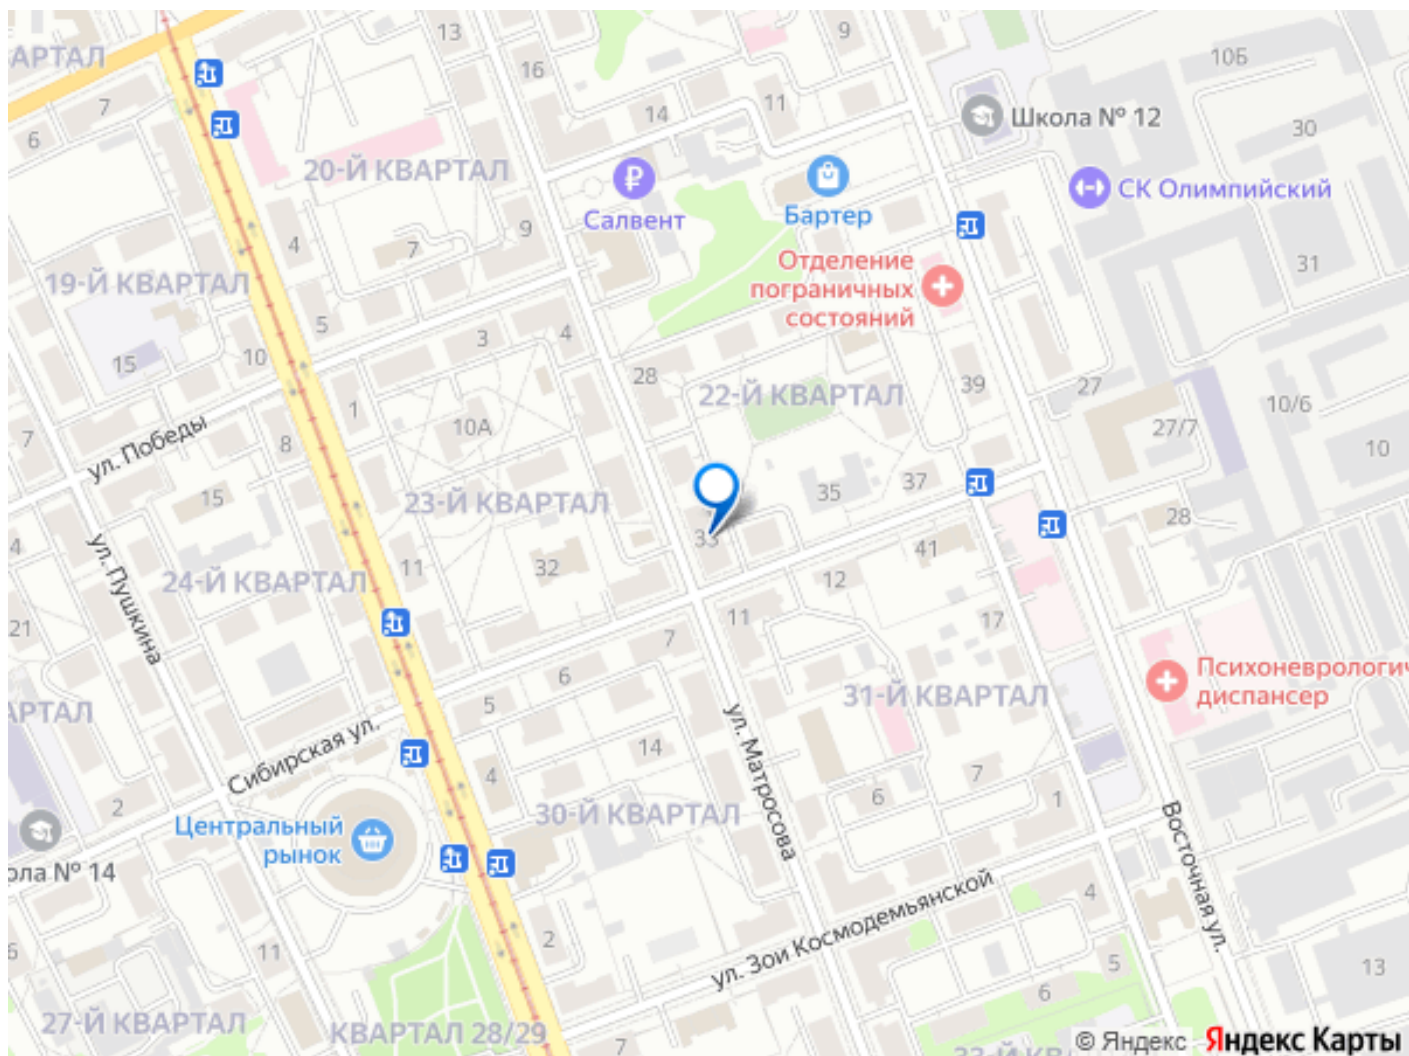 КВАРТАЛ
13
9
10Б
16
7
14
11
Школа № 12
30
6
20-Й КВАРТАЛ
СК Олимпийский
Салвент
Бартер
9
4
7
Отделение
пограничных
состояний
31
19-Й КВАРТАЛ
5
3
4
15
10
28
22-Й КВАРТАЛ
39
27
10/6
1
10А
27/7
7
ул. Победы
8
10
15
23-Й КВАРТАЛ
35
37
28
4
ул. Пушкина
33
41
24-Й КВАРТАЛ
11
32
12
21
11
17
7
Психоневрологич
диспансер
6
31-Й КВАРТАЛ
АРТАЛ
5
ул. Матросова
Сибирская ул.
14
4
7
2
6
1
30-Й КВАРТАЛ
Центральный
рынок
Восточная ул.
ола № 14
ул. Зои Космодемьянской
4
2
11
5
13
6
27-Й КВАРТАЛ
КВАРТАЛ 28/29
7
© Яндекс Яндекс Карты